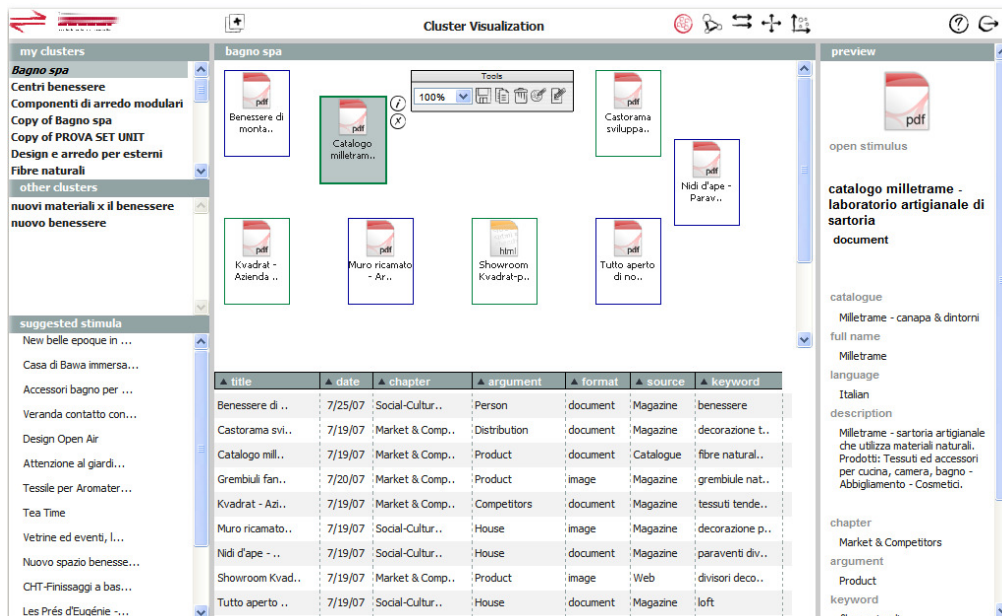 Cluster Visualization
my clusters
Bagno spa
Centri benessere
Componenti di arredo modulari
Copy of Bagno spa
Copy of PROVA SET UNIT
Design e arredo per esterni
Fibre naturali
other clusters
nuovi materiali x il benessere
nuovo benessere
suggested stimula
New belle epoque in ...
Casa di Bawa immersa...
Accessori bagno per ...
Veranda contatto con...
Design Open Air
Attenzione al giardi...
Tessile per Aromater...
Tea Time
Vetrine ed eventi, l...
Nuovo spazio benesse...
CHT-Finissaggi a bas...
Les Prés d'Eugénie -...
bagno spa
pdf
Benessere di
monta..
pdf
Catalogo
milletram..
i
x
Tools
100%
pdf
Castorama
sviluppa..
pdf
Nidi d'ape -
Parav..
pdf
Kvadrat -
Azienda ..
pdf
Muro ricamato
- Ar..
html
Showroom
Kvadrat-p..
pdf
Tutto aperto
di no..
title date chapter argument format source keyword
Benessere di .. 7/25/07 Social-Cultur.. Person document Magazine benessere
Castorama svi.. 7/19/07 Market & Comp.. Distribution document Magazine decorazione t..
Catalogo mill.. 7/19/07 Market & Comp.. Product document Catalogue fibre natural..
Grembiuli fan.. 7/20/07 Market & Comp.. Product image Magazine grembiule nat..
Kvadrat - Azi.. 7/19/07 Market & Comp.. Competitors document Magazine tessuti tende..
Muro ricamato.. 7/19/07 Social-Cultur.. House image Magazine decorazione p..
Nidi d'ape - .. 7/19/07 Social-Cultur.. House document Magazine paraventi div..
Showroom Kvad.. 7/19/07 Market & Comp.. Product image Web divisori deco..
Tutto aperto .. 7/19/07 Social-Cultur.. House document Magazine loft
?
preview
pdf
open stimulus
catalogo milletrame -
laboratorio artigianale di
sartoria
document
catalogue
Milletrame - canapa & dintorni
full name
Milletrame
language
Italian
description
Milletrame - sartoria artigianale
che utilizza materiali naturali.
Prodotti: Tessuti ed accessori
per cucina, camera, bagno -
Abbigliamento - Cosmetici.
chapter
Market & Competitors
argument
Product
keyword